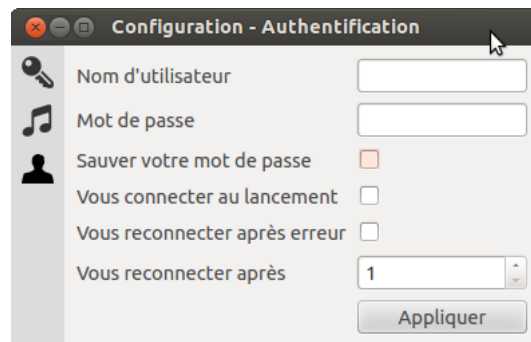 Configuration - Authentification
Nom d'utilisateur
Mot de passe
Sauver votre mot de passe
Vous connecter au lancement
Vous reconnecter après erreur
Vous reconnecter après 1
Appliquer